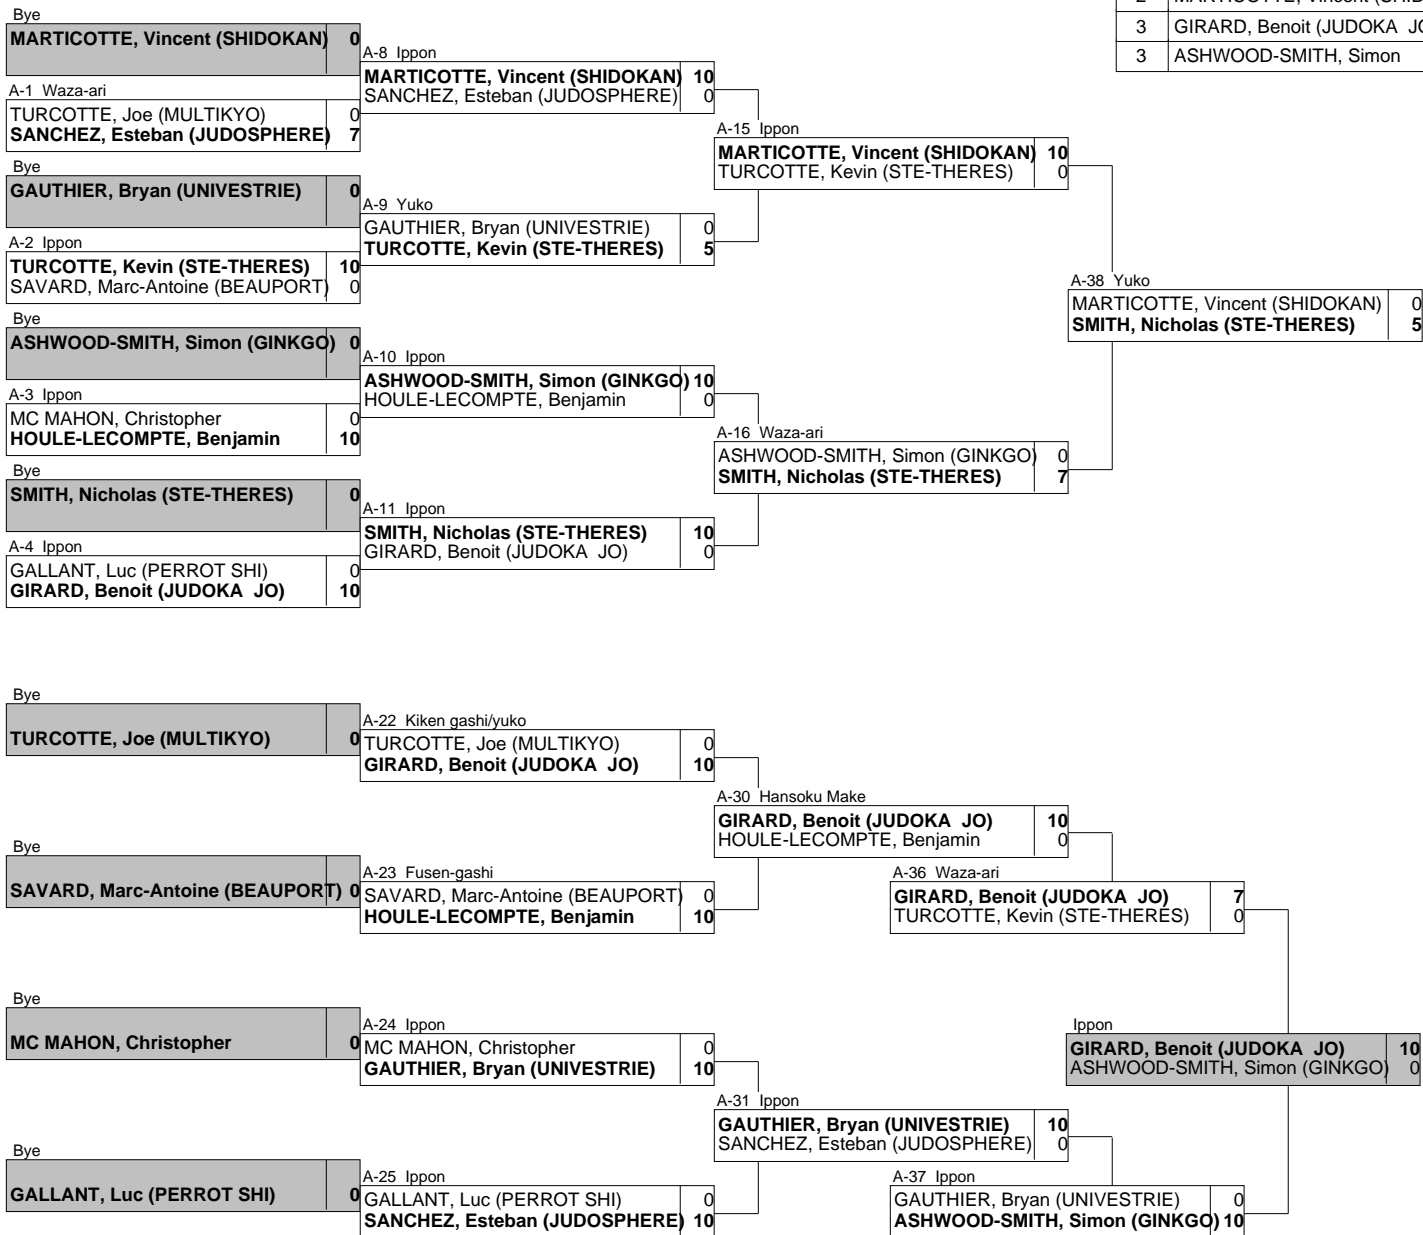 Bye
MARTICOTTE, Vincent (SHIDOKAN) 0
A-1 Waza-ari
TURCOTTE, Joe (MULTIKYO) 0
SANCHEZ, Esteban (JUDOSPHERE) 7
Bye
GAUTHIER, Bryan (UNIVESTRIE) 0
A-2 Ippon
TURCOTTE, Kevin (STE-THERES) 10
SAVARD, Marc-Antoine (BEAUPORT) 0
Bye
ASHWOOD-SMITH, Simon (GINKGO) 0
A-3 Ippon
MC MAHON, Christopher 0
HOULE-LECOMPTE, Benjamin 10
Bye
SMITH, Nicholas (STE-THERES) 0
A-4 Ippon
GALLANT, Luc (PERROT SHI) 0
GIRARD, Benoit (JUDOKA JO) 10
A-8 Ippon
MARTICOTTE, Vincent (SHIDOKAN) 10
SANCHEZ, Esteban (JUDOSPHERE) 0
A-9 Yuko
GAUTHIER, Bryan (UNIVESTRIE) 0
TURCOTTE, Kevin (STE-THERES) 5
A-10 Ippon
ASHWOOD-SMITH, Simon (GINKGO) 10
HOULE-LECOMPTE, Benjamin 0
A-11 Ippon
SMITH, Nicholas (STE-THERES) 10
GIRARD, Benoit (JUDOKA JO) 0
A-15 Ippon
MARTICOTTE, Vincent (SHIDOKAN) 10
TURCOTTE, Kevin (STE-THERES) 0
A-16 Waza-ari
ASHWOOD-SMITH, Simon (GINKGO) 0
SMITH, Nicholas (STE-THERES) 7
A-38 Yuko
MARTICOTTE, Vincent (SHIDOKAN) 0
SMITH, Nicholas (STE-THERES) 5
3 GIRARD, Benoit (JUDOKA
3 ASHWOOD-SMITH, Simon
Bye
TURCOTTE, Joe (MULTIKYO) 0
Bye
SAVARD, Marc-Antoine (BEAUPORT) 0
Bye
MC MAHON, Christopher 0
Bye
GALLANT, Luc (PERROT SHI) 0
A-22 Kiken gashi/yuko
TURCOTTE, Joe (MULTIKYO) 0
GIRARD, Benoit (JUDOKA JO) 10
A-23 Fusen-gashi
SAVARD, Marc-Antoine (BEAUPORT) 0
HOULE-LECOMPTE, Benjamin 10
A-24 Ippon
MC MAHON, Christopher 0
GAUTHIER, Bryan (UNIVESTRIE) 10
A-25 Ippon
GALLANT, Luc (PERROT SHI) 0
SANCHEZ, Esteban (JUDOSPHERE) 10
A-30 Hansoku Make
GIRARD, Benoit (JUDOKA JO) 10
HOULE-LECOMPTE, Benjamin 0
A-31 Ippon
GAUTHIER, Bryan (UNIVESTRIE) 10
SANCHEZ, Esteban (JUDOSPHERE) 0
A-36 Waza-ari
GIRARD, Benoit (JUDOKA JO) 7
TURCOTTE, Kevin (STE-THERES) 0
A-37 Ippon
GAUTHIER, Bryan (UNIVESTRIE) 0
ASHWOOD-SMITH, Simon (GINKGO) 10
Ippon
GIRARD, Benoit (JUDOKA JO) 10
ASHWOOD-SMITH, Simon (GINKGO) 0